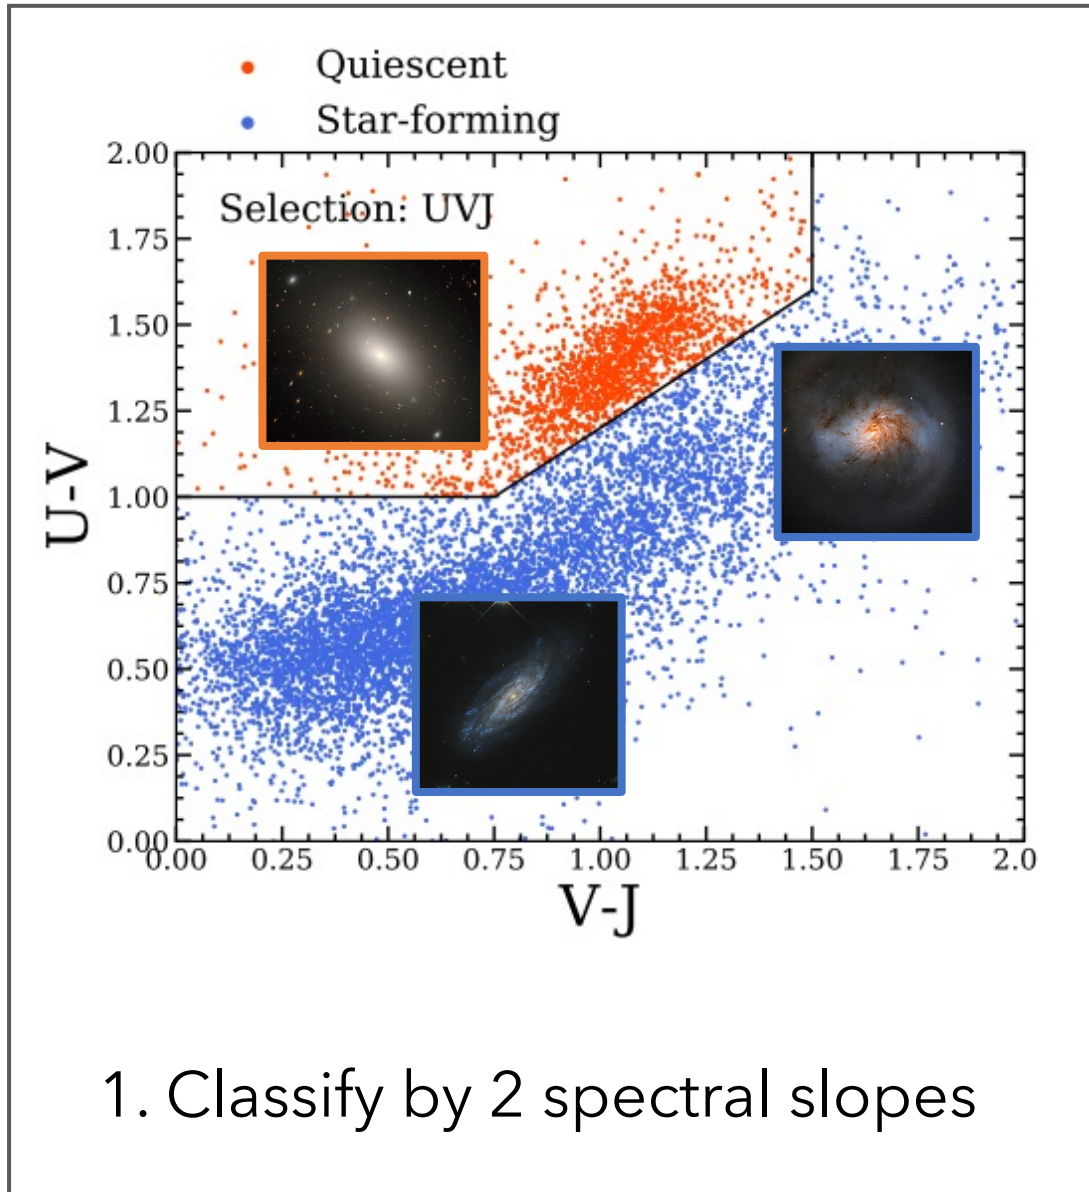 Quiescent
Star-forming
Selection: UVJ
2.00
1.75
1.50
1.25
1.00
0.75
0.50
0.25
0.00
U-V
0.00 0.25 0.50 0.75 1.00 1.25 1.50 1.75 2.0
V-J
1. Classify by 2 spectral slopes